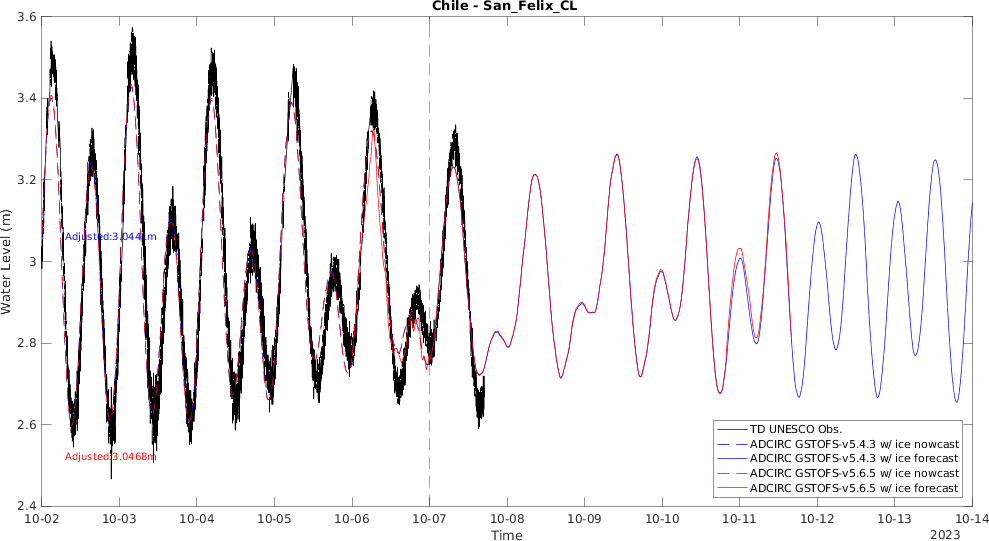 Chile - San_Felix_CL
3.6
3.4
3.2
3
2.8
2.6
2.4
Water Level (m)
Adjusted:3.0441m
Adjusted:3.0468m
TD UNESCO Obs.
ADCIRC GSTOFS-v5.4.3 w/ ice nowcast
ADCIRC GSTOFS-v5.4.3 w/ ice forecast
ADCIRC GSTOFS-v5.6.5 w/ ice nowcast
ADCIRC GSTOFS-v5.6.5 w/ ice forecast
10-02 10-03 10-04 10-05 10-06 10-07 10-08 10-09 10-10 10-11 10-12 10-13 10-14
Time
2023